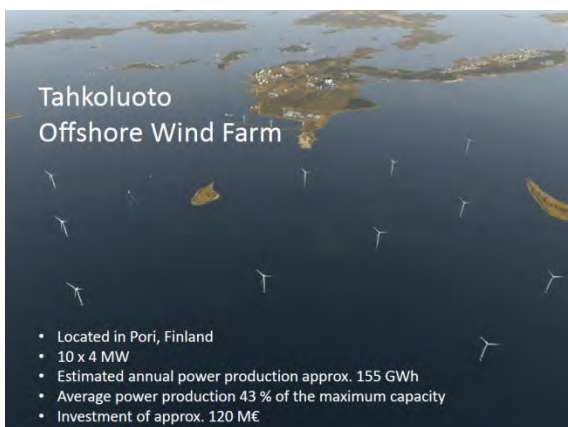 Tahkoluoto
Offshore Wind Farm
• Located in Pori, Finland
• 10 x 4 MW
• Estimated annual power production approx. 155 GWh
• Average power production 43 % of the maximum capacity
• Investment of approx. 120 M€